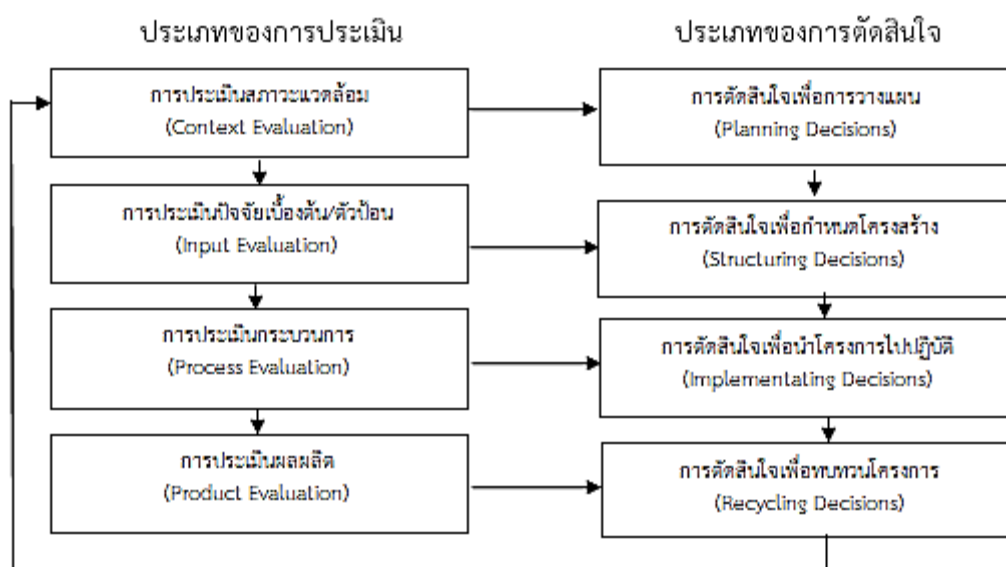 ประเภทของการประเมิน
ประเภทของการตัดสินใจ
การประเมินสภาวะแวดล้อม
(Context Evaluation)
การตัดสินใจเพื่อการวางแผน
(Planning Decisions)
การประเมินปัจจัยเบื้องต้น/ตัวป้อน
(Input Evaluation)
การตัดสินใจเพื่อกำหนดโครงสร้าง
(Structuring Decisions)
การประเมินกระบวนการ
(Process Evaluation)
การตัดสินใจเพื่อนำโครงการไปปฏิบัติ
(Implementating Decisions)
การประเมินผลผลิต
(Product Evaluation)
การตัดสินใจเพื่อทบทวนโครงการ
(Recycling Decisions)